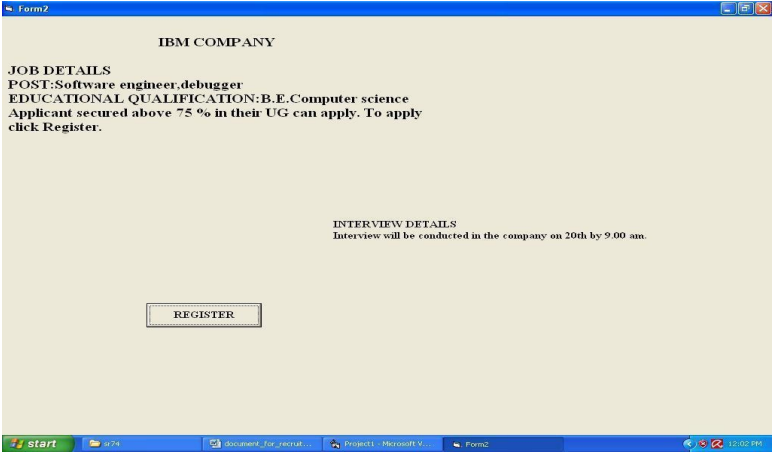 Form2
IBM COMPANY
JOB DETAILS
POST:Software engineer,debugger
EDUCATIONAL QUALIFICATION:B.E.Computer science
Applicant secured above 75 % in their UG can apply. To apply
click Register.
INTERVIEW DETAILS
Interview will be conducted in the company on 20th by 9.00 am.
REGISTER
start
sr74
document_for_recruit...
Project1 - Microsoft V...
Form2
12:02 PM